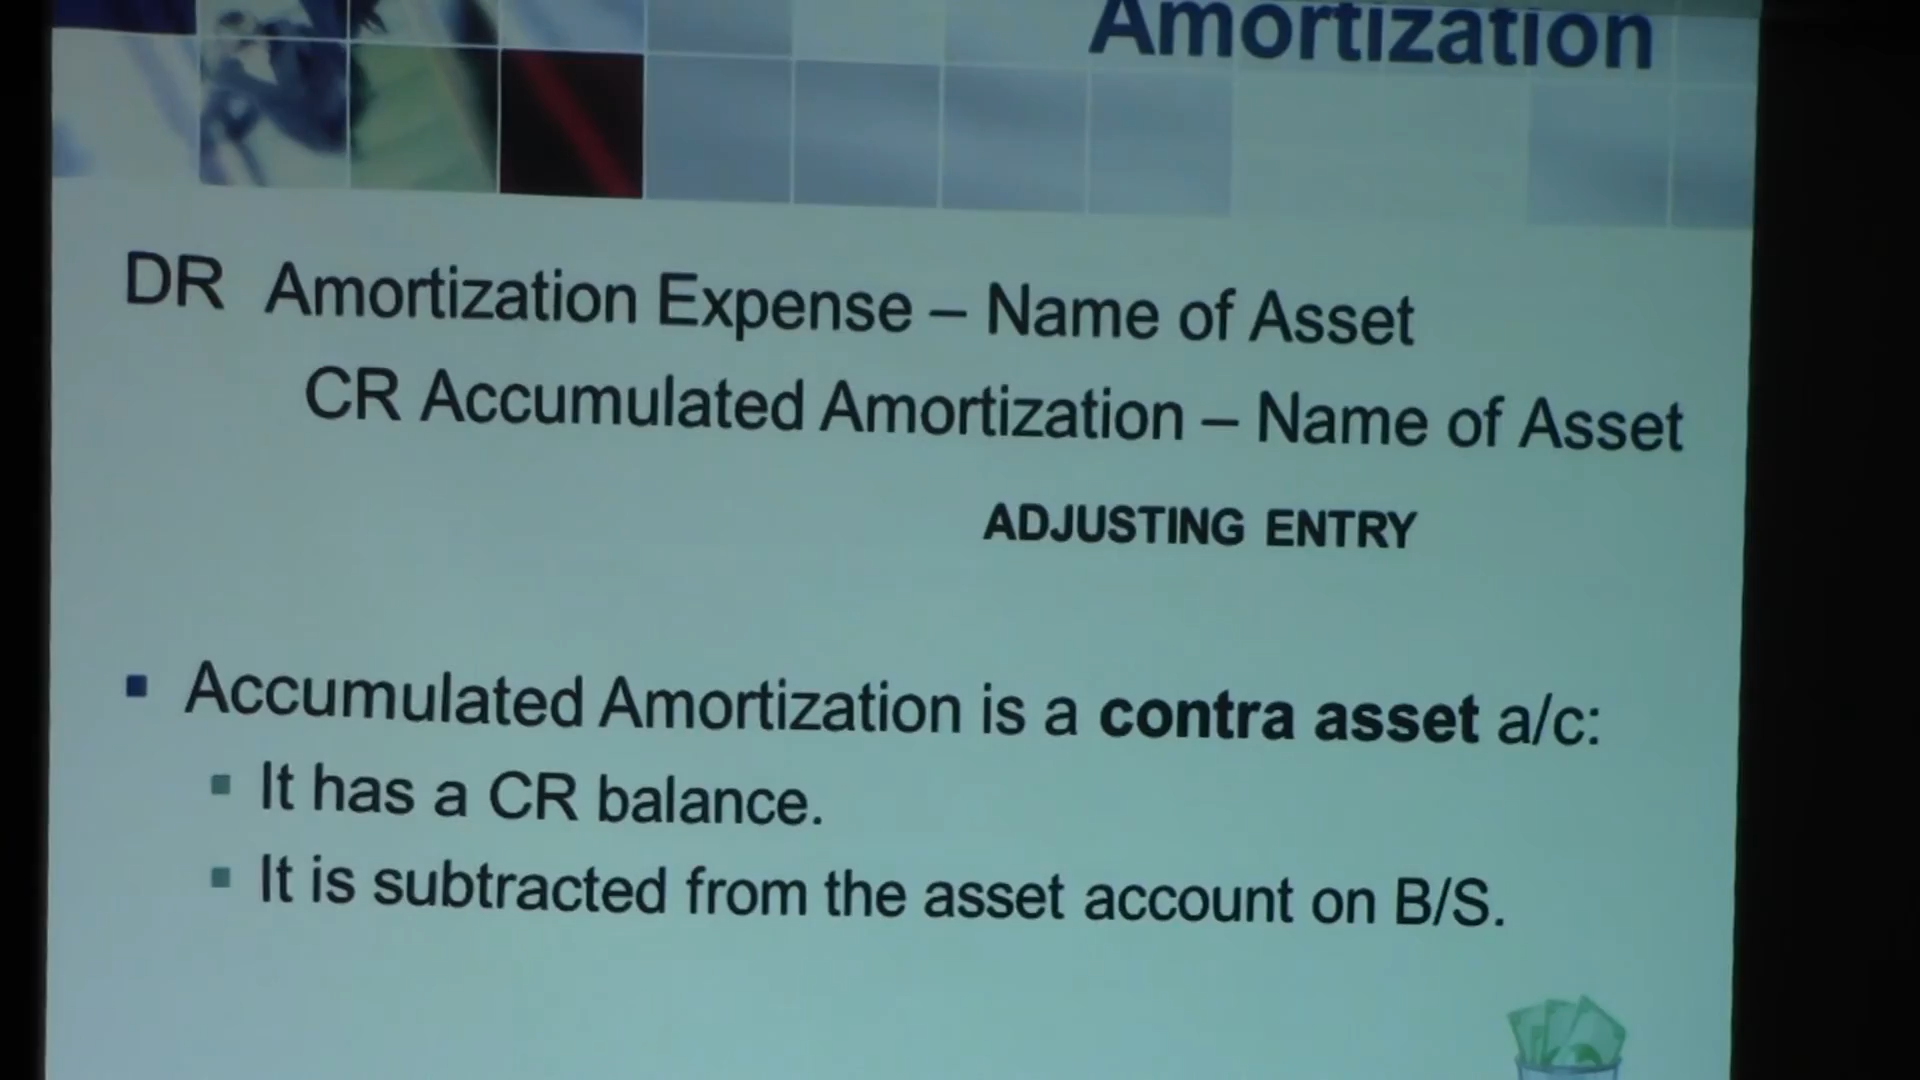 Amortization
DR Amortization Expense – Name of Asset
CR Accumulated Amortization – Name of Asset
ADJUSTING ENTRY
▪ Accumulated Amortization is a contra asset a/c:
▪ It has a CR balance.
▪ It is subtracted from the asset account on B/S.